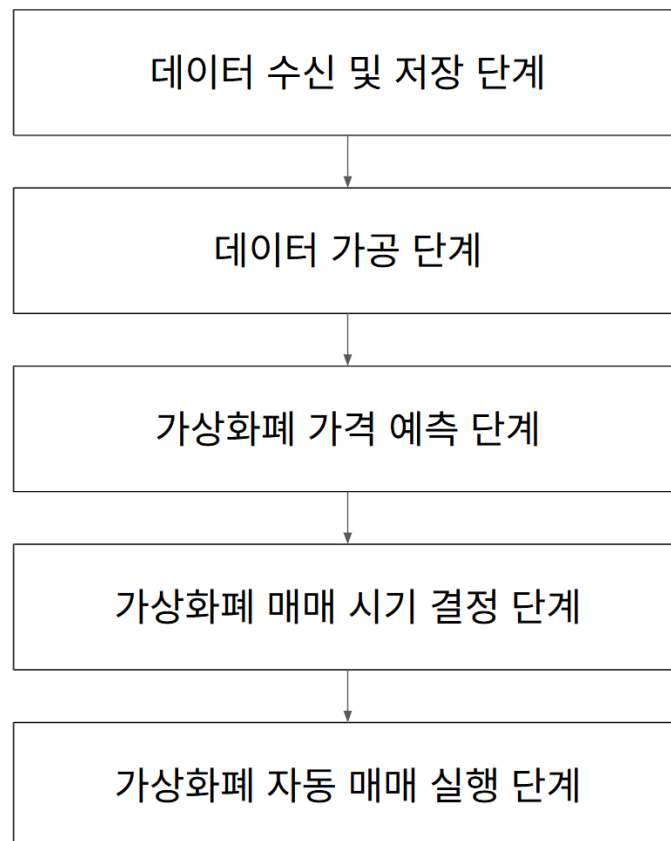 데이터 수신 및 저장 단계
데이터 가공 단계
가상화폐 가격 예측 단계
가상화폐 매매 시기 결정 단계
가상화폐 자동 매매 실행 단계